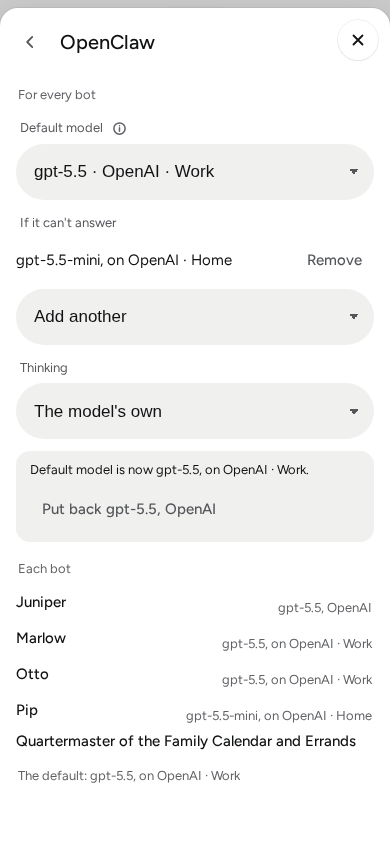 OpenClaw
For every bot
Default model
gpt-5.5 · OpenAI · Work
If it can't answer
gpt-5.5-mini, on OpenAI · Home
Remove
Add another
Thinking
The model's own
Default model is now gpt-5.5, on OpenAI · Work.
Put back gpt-5.5, OpenAI
Each bot
Juniper
gpt-5.5, OpenAI
Marlow
gpt-5.5, on OpenAI · Work
Otto
gpt-5.5, on OpenAI · Work
Pip
gpt-5.5-mini, on OpenAI · Home
Quartermaster of the Family Calendar and Errands
The default: gpt-5.5, on OpenAI · Work